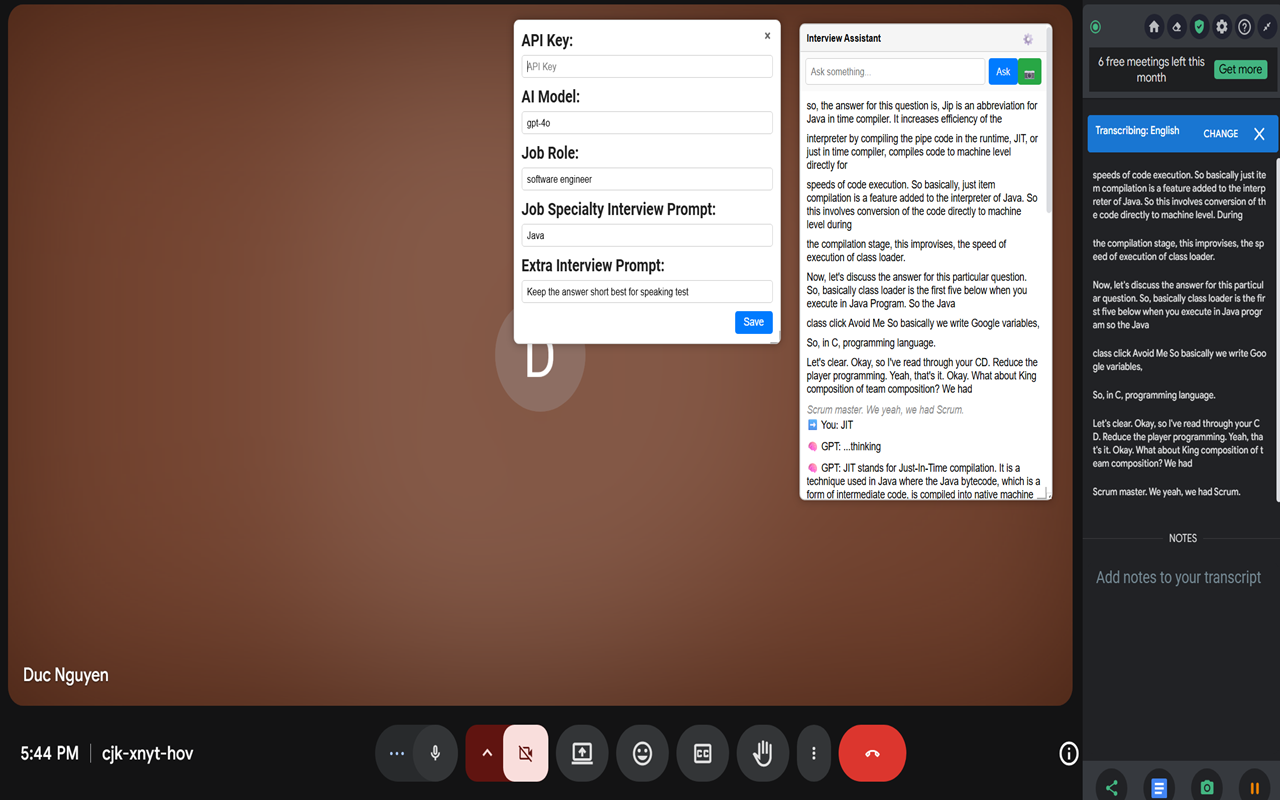 API Key:
x
API Key
AI Model:
gpt-4o
Job Role:
software engineer
Job Specialty Interview Prompt:
Java
Extra Interview Prompt:
Keep the answer short best for speaking test
Save
D
Duc Nguyen
5:44 PM
cjk-xnyt-hov
Interview Assistant
Ask something...
Ask
so, the answer for this question is, Jip is an abbreviation for
Java in time compiler. It increases efficiency of the
interpreter by compiling the pipe code in the runtime, JIT, or
just in time compiler, compiles code to machine level
directly for
speeds of code execution. So basically, just item
compilation is a feature added to the interpreter of Java. So
this involves conversion of the code directly to machine
level during
the compilation stage, this improvises, the speed of
execution of class loader.
Now, let's discuss the answer for this particular question.
So, basically class loader is the first five below when you
execute in Java Program. So the Java
class click Avoid Me So basically we write Google variables,
So, in C, programming language.
Let's clear. Okay, so I've read through your CD. Reduce the
player programming. Yeah, that's it. Okay. What about King
composition of team composition? We had
Scrum master. We yeah, we had Scrum.
You: JIT
GPT: ...thinking
GPT: JIT stands for Just-In-Time compilation. It is a
technique used in Java where the Java bytecode, which is a
form of intermediate code, is compiled into native machine
6 free meetings left this
month
Get more
Transcribing: English
CHANGE
speeds of code execution. So basically just ite
m compilation is a feature added to the interp
reter of Java. So this involves conversion of th
e code directly to machine level. During
the compilation stage, this improvises, the sp
eed of execution of class loader.
Now, let's discuss the answer for this particul
ar question. So, basically class loader is the fir
st five below when you execute in Java progr
am so the Java
class click Avoid Me So basically we write Goo
gle variables,
So, in C, programming language.
Let's clear. Okay, so I've read through your C
D. Reduce the player programming. Yeah, tha
t's it. Okay. What about King composition of t
eam composition? We had
Scrum master. We yeah, we had Scrum.
NOTES
Add notes to your transcript